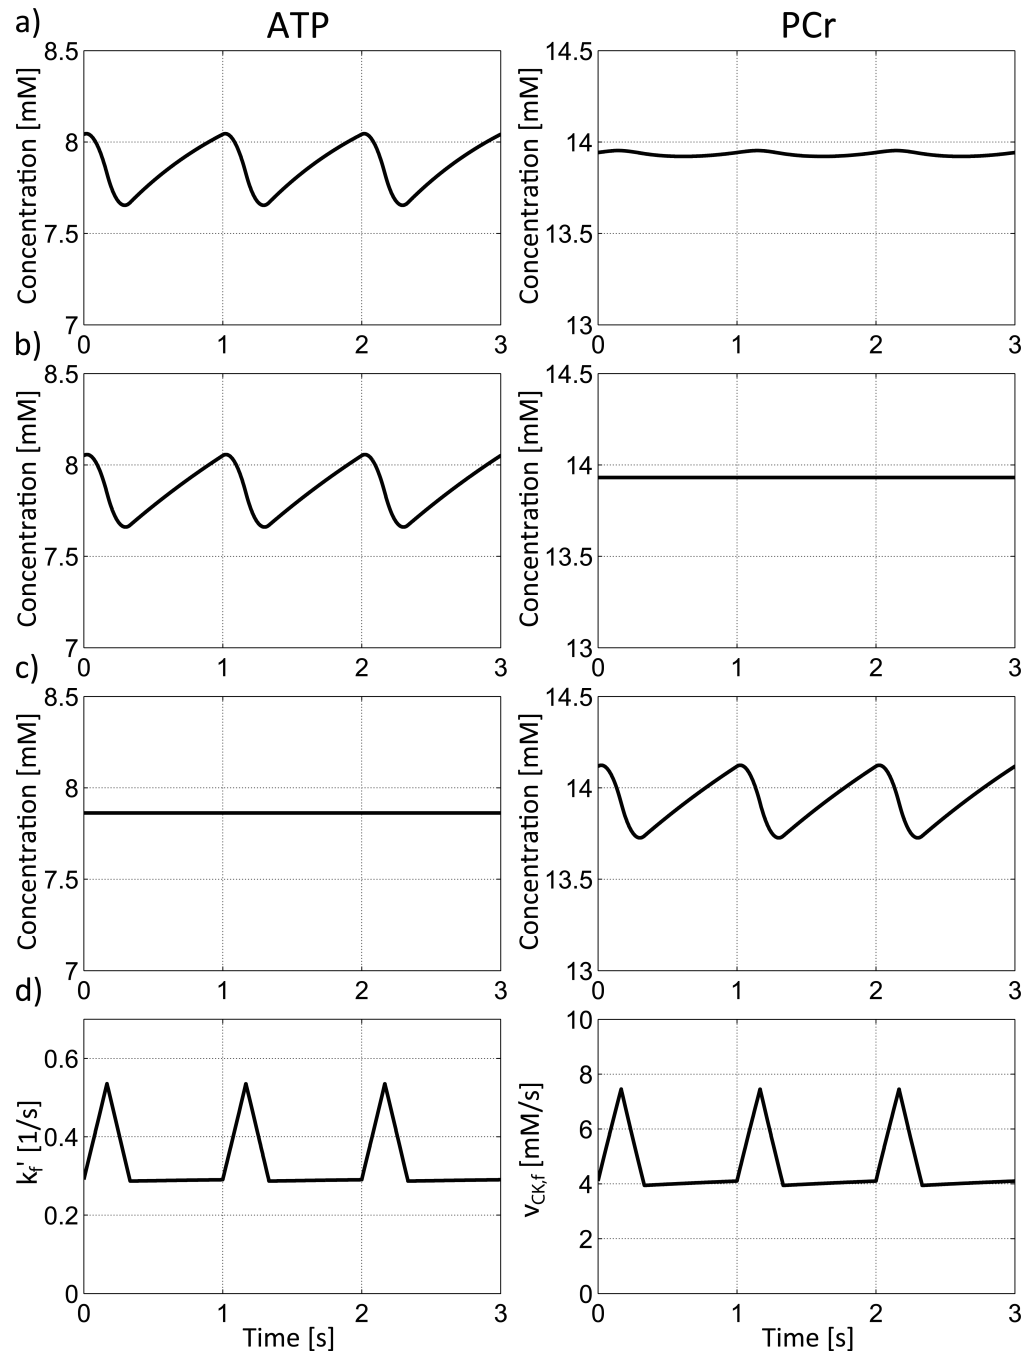 a) ATP PCr
8.5 14.5
8 14
7.5 13.5
7 13
Concentration [mM] Concentration [mM]
0 1 2 3 0 1 2 3
b)
8.5 14.5
8 14
7.5 13.5
7 13
Concentration [mM] Concentration [mM]
0 1 2 3 0 1 2 3
c)
8.5 14.5
8 14
7.5 13.5
7 13
Concentration [mM] Concentration [mM]
0 1 2 3 0 1 2 3
d)
0.6
0.4
0.2
0
kf' [1/s]
10
8
6
4
2
0
vCK,f [mM/s]
0 1 2 3 0 1 2 3
Time [s] Time [s]